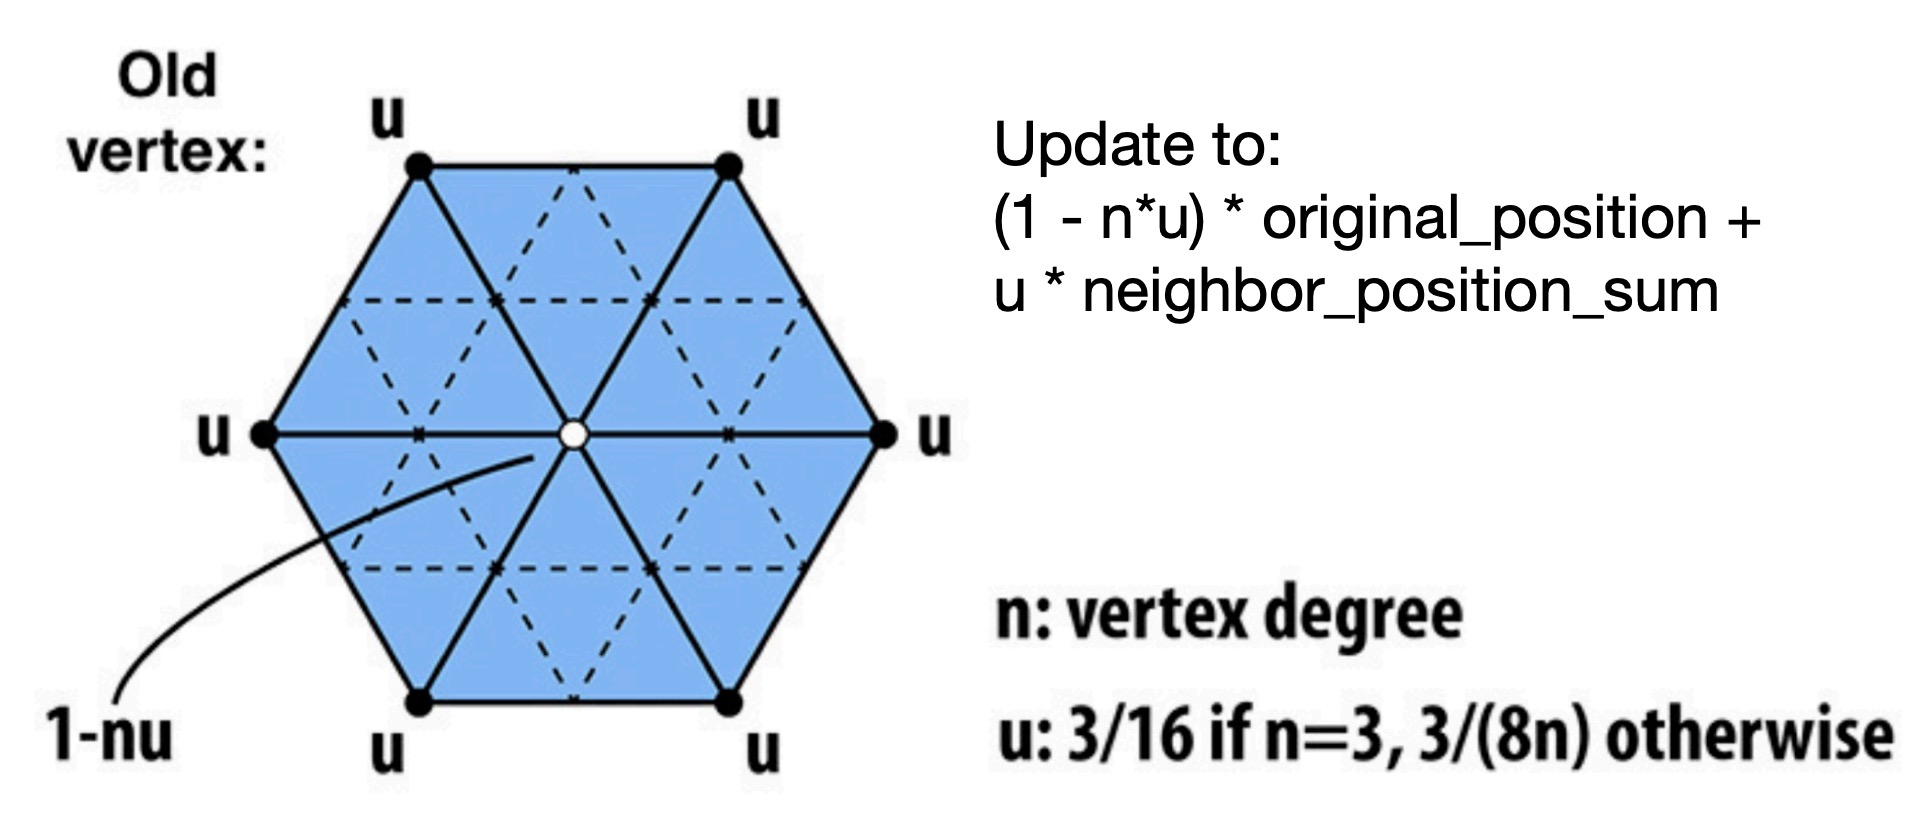 Old
vertex:
u
u
Update to:
(1 - n*u) * original_position +
u * neighbor_position_sum
u
u
n: vertex degree
1-nu
u
u
u: 3/16 if n=3, 3/(8n) otherwise